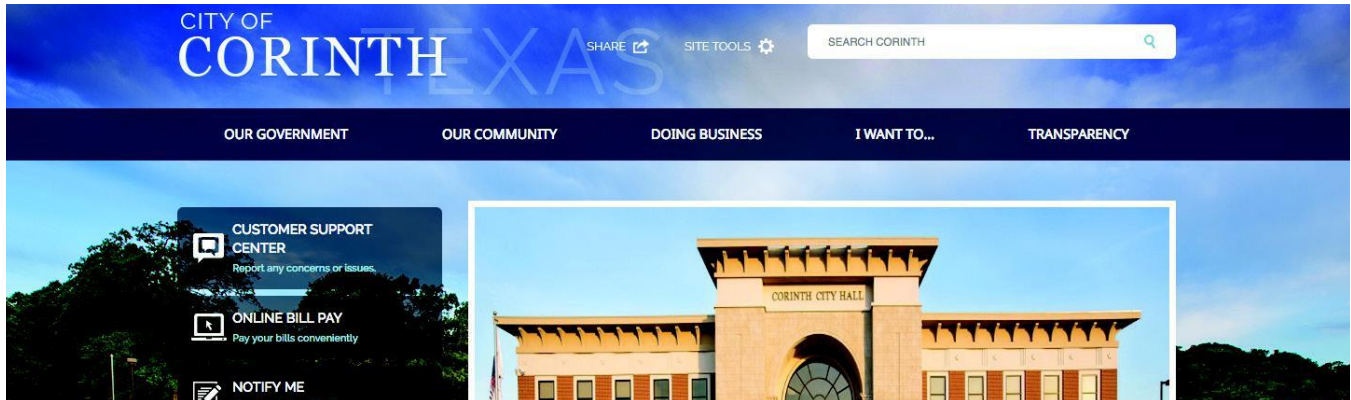 CITY OF
CORINTH
TEXAS
SHARE
SITE TOOLS
SEARCH CORINTH
OUR GOVERNMENT
OUR COMMUNITY
DOING BUSINESS
I WANT TO...
TRANSPARENCY
CUSTOMER SUPPORT
CENTER
Report any concerns or issues.
ONLINE BILL PAY
Pay your bills conveniently
NOTIFY ME
CORINTH CITY HALL